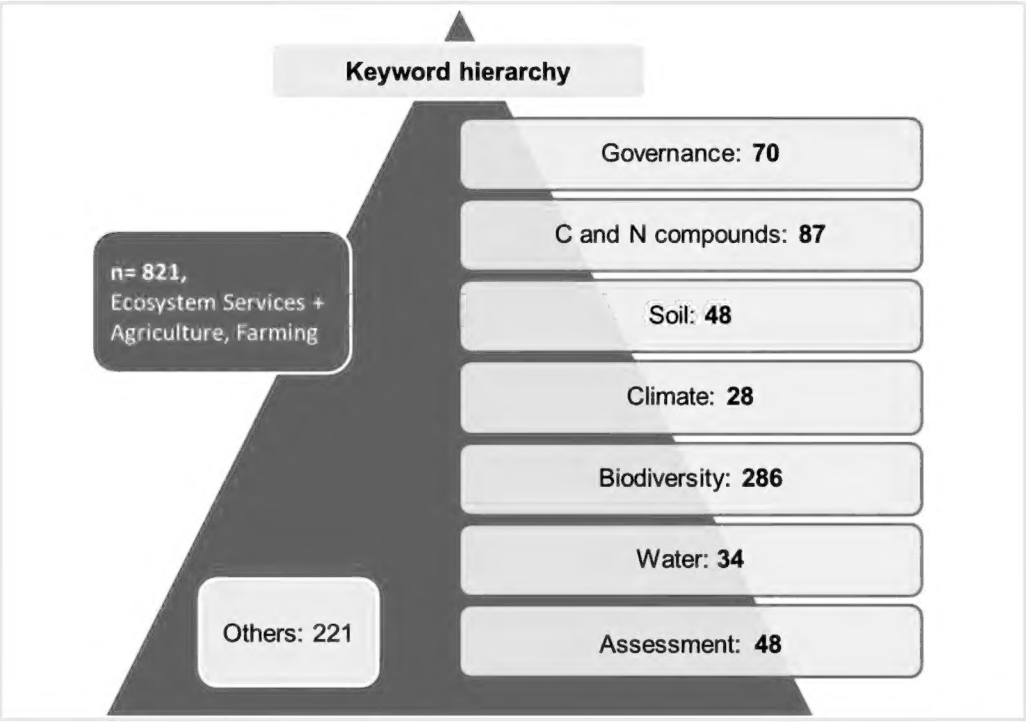 Keyword hierarchy
Governance: 70
C and N compounds: 87
n= 821,
Ecosystem Services +
Agriculture, Farming
Soil: 48
Climate: 28
Biodiversity: 286
Water: 34
Others: 221
Assessment: 48